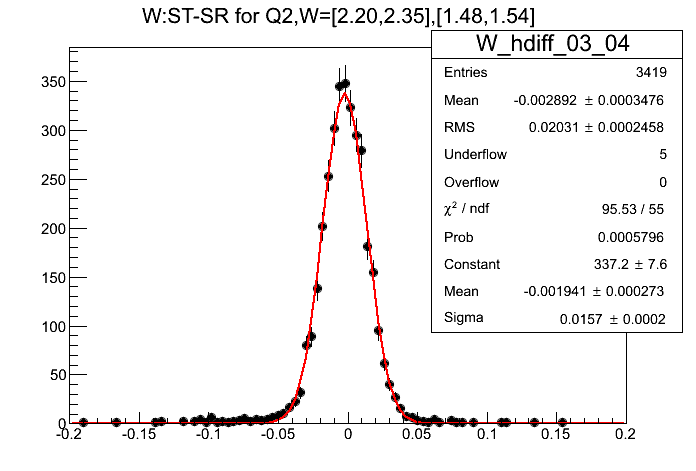 W:ST-SR for Q2,W=[2.20,2.35],[1.48,1.54]
W_hdiff_03_04
Entries 3419
Mean -0.002892 ± 0.0003476
RMS 0.02031 ± 0.0002458
Underflow 5
Overflow 0
χ² / ndf 95.53 / 55
Prob 0.0005796
Constant 337.2 ± 7.6
Mean -0.001941 ± 0.000273
Sigma 0.0157 ± 0.0002
350
300
250
200
150
100
50
0
-0.2 -0.15 -0.1 -0.05 0 0.05 0.1 0.15 0.2